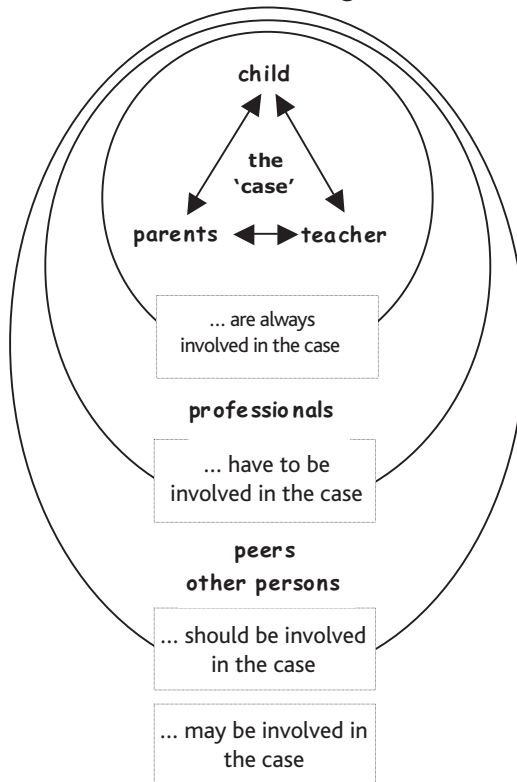 child
the
‘case’
parents
teacher
... are always
involved in the case
professionals
... have to be
involved in the case
peers
other persons
... should be involved
in the case
... may be involved in
the case